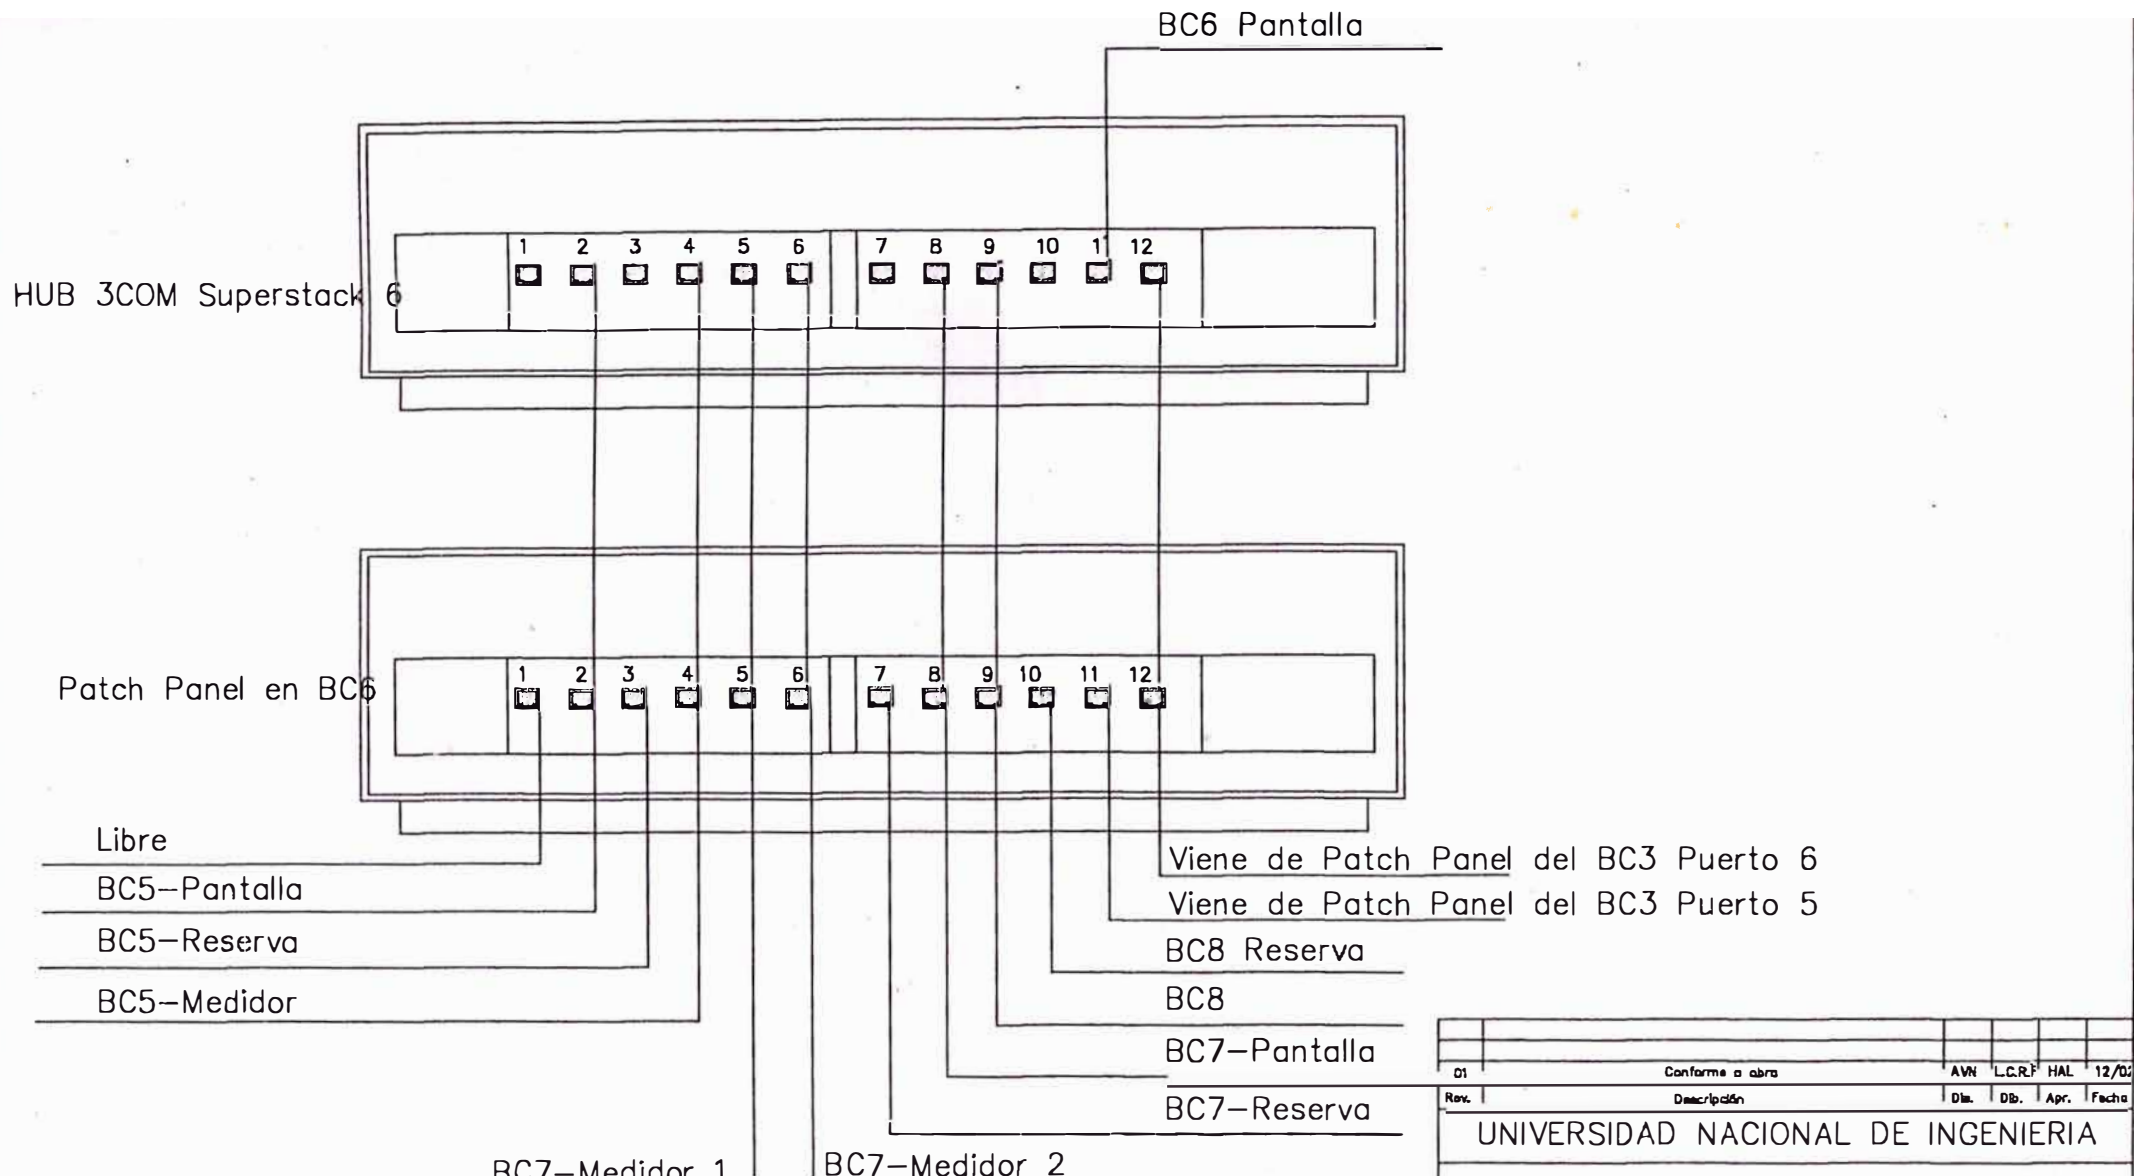 BC6 Pantalla
1 2 3 4 5 6 7 8 9 10 11 12
HUB 3COM Superstack 6
1 2 3 4 5 6 7 8 9 10 11 12
Patch Panel en BC6
Libre
Viene de Patch Panel del BC3 Puerto 6
BC5-Pantalla
Viene de Patch Panel del BC3 Puerto 5
BC5-Reserva
BC8 Reserva
BC5-Medidor
BC8
BC7-Pantalla
01 Conforme a obra AVN L.C.R.F HAL 12/02
Rev. Descripción Dis. Dib. Apr. Fecha
BC7-Reserva
UNIVERSIDAD NACIONAL DE INGENIERIA
BC7-Medidor 1 BC7-Medidor 2